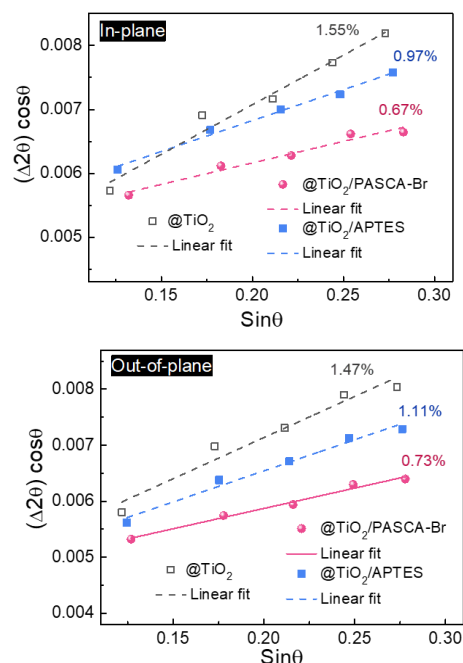 In-plane
1.55%
0.97%
0.67%
0.008
0.007
0.006
0.005
(Δ2θ) cosθ
@TiO2/PASCA-Br
Linear fit
@TiO2
Linear fit
@TiO2/APTES
Linear fit
0.15 0.20 0.25 0.30
Sinθ
Out-of-plane
1.47%
1.11%
0.73%
0.008
0.007
0.006
0.005
0.004
(Δ2θ) cosθ
@TiO2/PASCA-Br
Linear fit
@TiO2
Linear fit
@TiO2/APTES
Linear fit
0.15 0.20 0.25 0.30
Sinθ